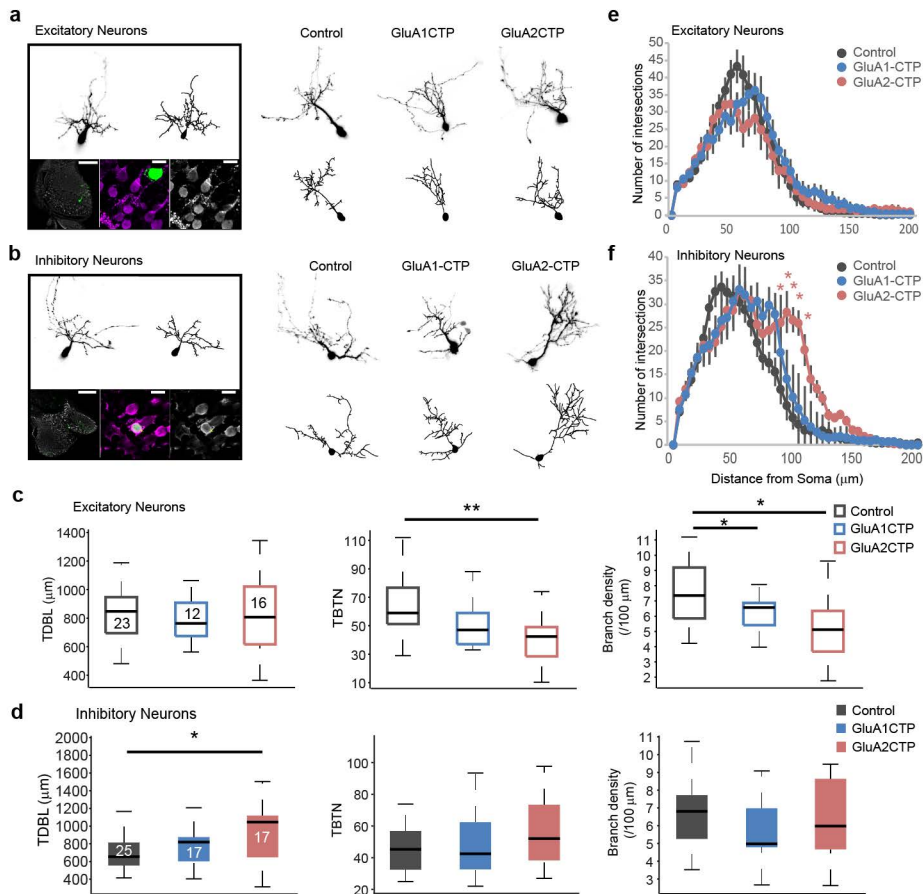 a
Excitatory Neurons
Control
GluA1CTP
GluA2CTP
b
Inhibitory Neurons
Control
GluA1-CTP
GluA2-CTP
e
Excitatory Neurons
Control
GluA1-CTP
GluA2-CTP
Number of intersections
50
45
40
35
30
25
20
15
10
5
0
0
50
100
150
200
f
Inhibitory Neurons
Control
GluA1-CTP
GluA2-CTP
*
*
*
*
*
Number of intersections
40
35
30
25
20
15
10
5
0
0
50
100
150
200
Distance from Soma (μm)
c
Excitatory Neurons
TDBL (μm)
1400
1200
1000
800
600
400
23
12
16
TBTN
110
90
70
50
30
10
**
Branch density (/100 μm)
11
10
9
8
7
6
5
4
3
2
*
*
Control
GluA1CTP
GluA2CTP
d
Inhibitory Neurons
TDBL (μm)
2000
1800
1600
1400
1200
1000
800
600
400
*
25
17
17
TBTN
100
80
60
40
20
Branch density (/100 μm)
11
10
9
8
7
6
5
4
3
Control
GluA1CTP
GluA2CTP